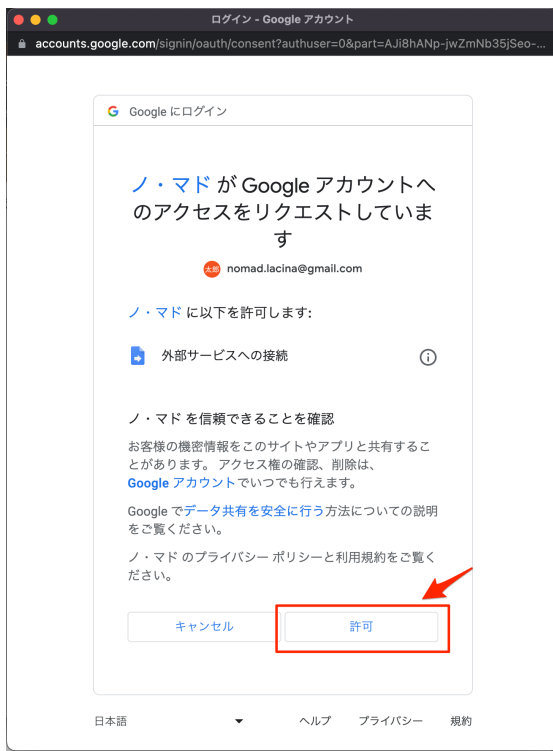 ログイン - Google アカウント
accounts.google.com/signin/oauth/consent?authuser=0&part=AJi8hANp-jwZmNb35jSeo-...
Google にログイン
ノ・マド が Google アカウントへ
のアクセスをリクエストしていま
す
太郎 nomad.lacina@gmail.com
ノ・マド に以下を許可します:
外部サービスへの接続
ノ・マド を信頼できることを確認
お客様の機密情報をこのサイトやアプリと共有するこ
とがあります。 アクセス権の確認、削除は、
Google アカウントでいつでも行えます。
Google でデータ共有を安全に行う方法についての説明
をご覧ください。
ノ・マド のプライバシー ポリシーと利用規約をご覧く
ださい。
キャンセル 許可
日本語 ヘルプ プライバシー 規約